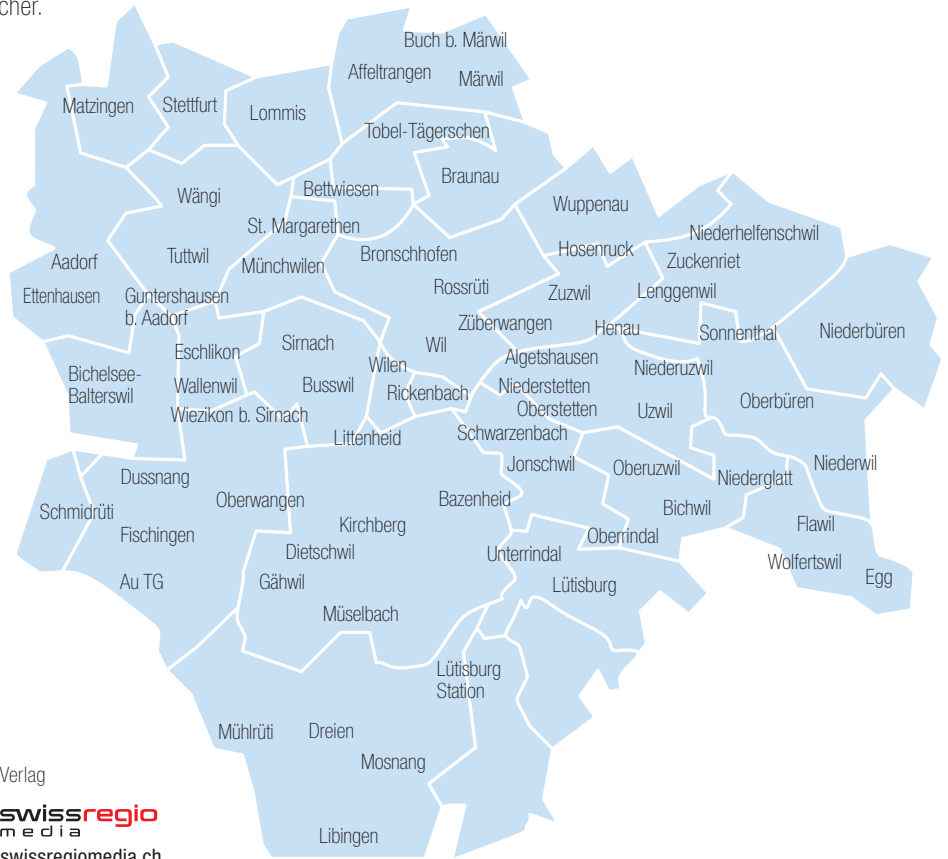 cher.
Buch b. Märwil
Affeltrangen
Märwil
Matzingen
Stettfurt
Lommis
Tobel-Tägerschen
Braunau
Bettwiesen
Wängi
Wuppenau
St. Margarethen
Niederhelfenschwil
Hosenruck
Bronschhofen
Tuttwil
Aadorf
Münchwilen
Zuckenriet
Rossrüti
Zuzwil
Lenggenwil
Ettenhausen
Guntershausen
b. Aadorf
Züberwangen
Henau
Sonnenthal
Niederbüren
Sirnach
Wil
Eschlikon
Algetshausen
Wilen
Niederuzwil
Bichelsee-
Balterswil
Wallenwil
Busswil
Rickenbach
Niederstetten
Oberstetten
Uzwil
Oberbüren
Wiezikon b. Sirnach
Littenheid
Schwarzenbach
Jonschwil
Oberuzwil
Niederwil
Niederglatt
Dussnang
Oberwangen
Bazenheid
Bichwil
Schmidrüti
Kirchberg
Flawil
Fischingen
Oberrindal
Dietschwil
Unterrindal
Wolfertswil
Egg
Au TG
Gähwil
Lütisburg
Müselbach
Lütisburg
Station
Mühlrüti
Dreien
Mosnang
Verlag
swissregio
media
Libingen
swissregiomedia.ch